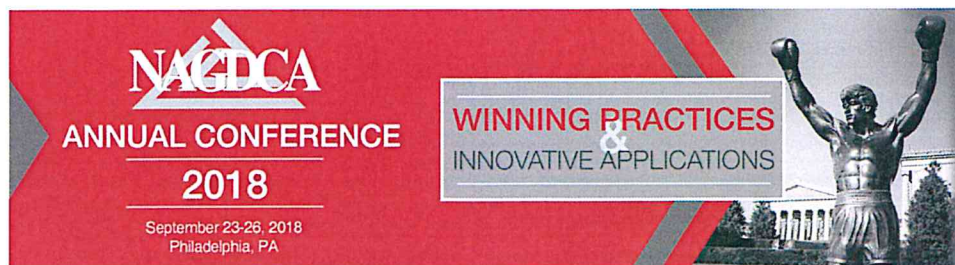 NAGDCA
ANNUAL CONFERENCE
2018
September 23-26, 2018
Philadelphia, PA
WINNING PRACTICES
&
INNOVATIVE APPLICATIONS